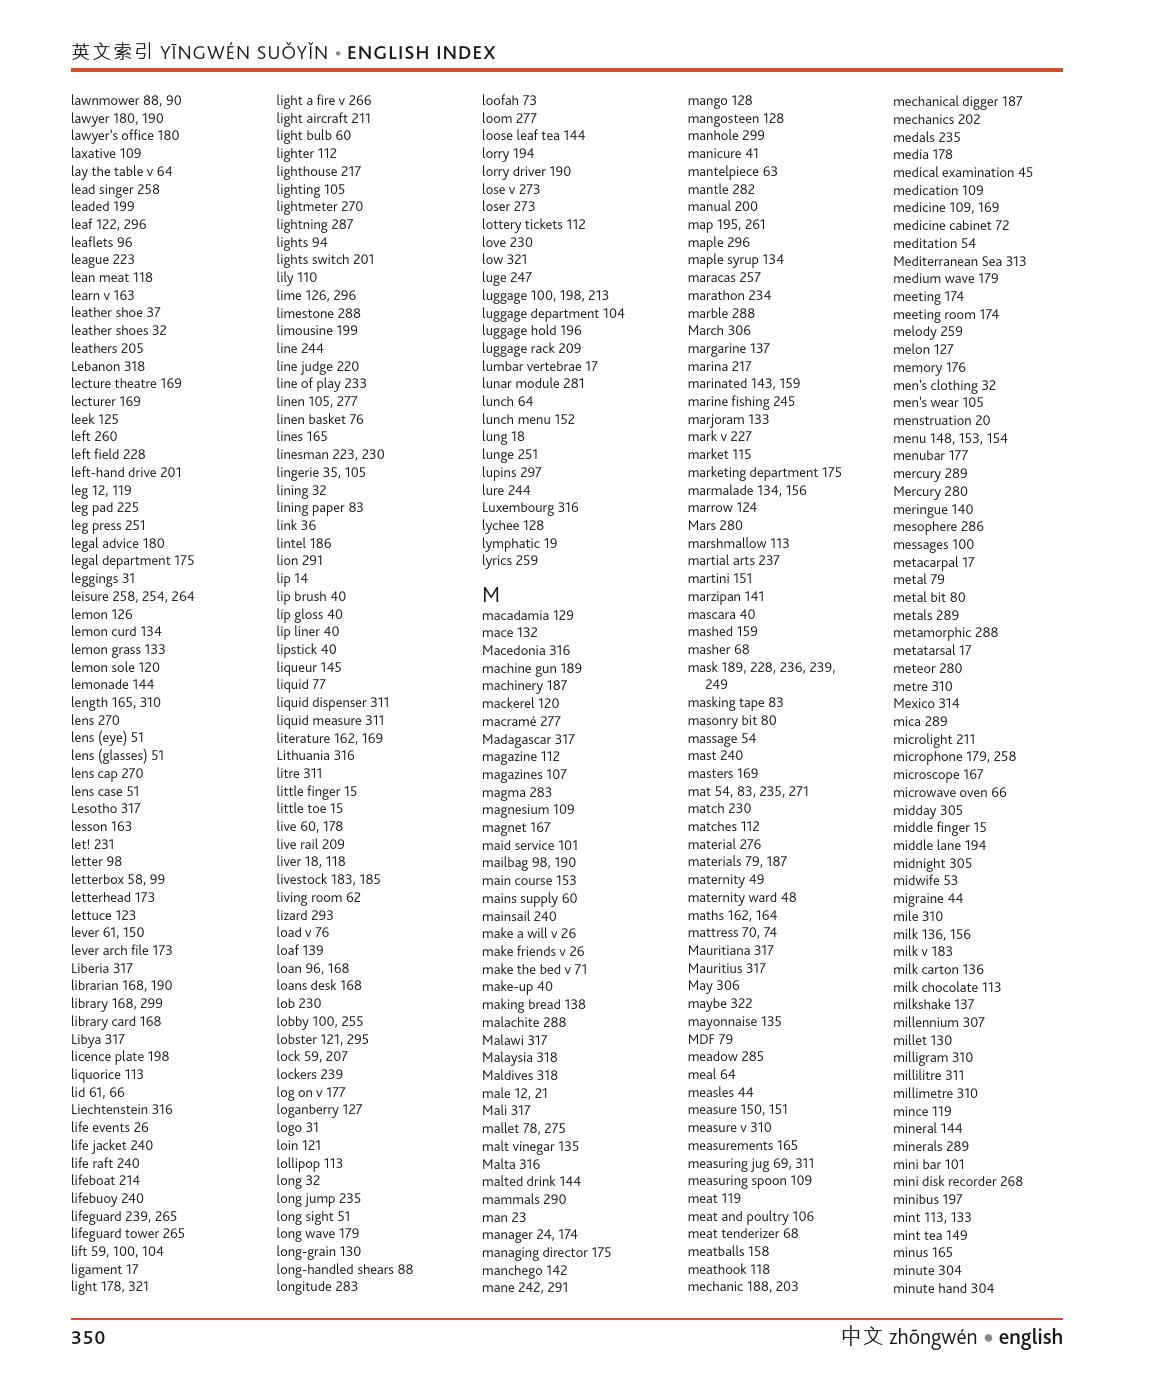 英文索引 YĪNGWÉN SUǑYǏN • ENGLISH INDEX
lawnmower 88, 90
lawyer 180, 190
lawyer's office 180
laxative 109
lay the table v 64
lead singer 258
leaded 199
leaf 122, 296
leaflets 96
league 223
lean meat 118
learn v 163
leather shoe 37
leather shoes 32
leathers 205
Lebanon 318
lecture theatre 169
lecturer 169
leek 125
left 260
left field 228
left-hand drive 201
leg 12, 119
leg pad 225
leg press 251
legal advice 180
legal department 175
leggings 31
leisure 258, 254, 264
lemon 126
lemon curd 134
lemon grass 133
lemon sole 120
lemonade 144
length 165, 310
lens 270
lens (eye) 51
lens (glasses) 51
lens cap 270
lens case 51
Lesotho 317
lesson 163
let! 231
letter 98
letterbox 58, 99
letterhead 173
lettuce 123
lever 61, 150
lever arch file 173
Liberia 317
librarian 168, 190
library 168, 299
library card 168
Libya 317
licence plate 198
liquorice 113
lid 61, 66
Liechtenstein 316
life events 26
life jacket 240
life raft 240
lifeboat 214
lifebuoy 240
lifeguard 239, 265
lifeguard tower 265
lift 59, 100, 104
ligament 17
light 178, 321
light a fire v 266
light aircraft 211
light bulb 60
lighter 112
lighthouse 217
lighting 105
lightmeter 270
lightning 287
lights 94
lights switch 201
lily 110
lime 126, 296
limestone 288
limousine 199
line 244
line judge 220
line of play 233
linen 105, 277
linen basket 76
lines 165
linesman 223, 230
lingerie 35, 105
lining 32
lining paper 83
link 36
lintel 186
lion 291
lip 14
lip brush 40
lip gloss 40
lip liner 40
lipstick 40
liqueur 145
liquid 77
liquid dispenser 311
liquid measure 311
literature 162, 169
Lithuania 316
litre 311
little finger 15
little toe 15
live 60, 178
live rail 209
liver 18, 118
livestock 183, 185
living room 62
lizard 293
load v 76
loaf 139
loan 96, 168
loans desk 168
lob 230
lobby 100, 255
lobster 121, 295
lock 59, 207
lockers 239
log on v 177
loganberry 127
logo 31
loin 121
lollipop 113
long 32
long jump 235
long sight 51
long wave 179
long-grain 130
long-handled shears 88
longitude 283
loofah 73
loom 277
loose leaf tea 144
lorry 194
lorry driver 190
lose v 273
loser 273
lottery tickets 112
love 230
low 321
luge 247
luggage 100, 198, 213
luggage department 104
luggage hold 196
luggage rack 209
lumbar vertebrae 17
lunar module 281
lunch 64
lunch menu 152
lung 18
lunge 251
lupins 297
lure 244
Luxembourg 316
lychee 128
lymphatic 19
lyrics 259
M
macadamia 129
mace 132
Macedonia 316
machine gun 189
machinery 187
mackerel 120
macramé 277
Madagascar 317
magazine 112
magazines 107
magma 283
magnesium 109
magnet 167
maid service 101
mailbag 98, 190
main course 153
mains supply 60
mainsail 240
make a will v 26
make friends v 26
make the bed v 71
make-up 40
making bread 138
malachite 288
Malawi 317
Malaysia 318
Maldives 318
male 12, 21
Mali 317
mallet 78, 275
malt vinegar 135
Malta 316
malted drink 144
mammals 290
man 23
manager 24, 174
managing director 175
manchego 142
mane 242, 291
mango 128
mangosteen 128
manhole 299
manicure 41
mantelpiece 63
mantle 282
manual 200
map 195, 261
maple 296
maple syrup 134
maracas 257
marathon 234
marble 288
March 306
margarine 137
marina 217
marinated 143, 159
marine fishing 245
marjoram 133
mark v 227
market 115
marketing department 175
marmalade 134, 156
marrow 124
Mars 280
marshmallow 113
martial arts 237
martini 151
marzipan 141
mascara 40
mashed 159
masher 68
mask 189, 228, 236, 239,
249
masking tape 83
masonry bit 80
massage 54
mast 240
masters 169
mat 54, 83, 235, 271
match 230
matches 112
material 276
materials 79, 187
maternity 49
maternity ward 48
maths 162, 164
mattress 70, 74
Mauritiana 317
Mauritius 317
May 306
maybe 322
mayonnaise 135
MDF 79
meadow 285
meal 64
measles 44
measure 150, 151
measure v 310
measurements 165
measuring jug 69, 311
measuring spoon 109
meat 119
meat and poultry 106
meat tenderizer 68
meatballs 158
meathook 118
mechanic 188, 203
mechanical digger 187
mechanics 202
medals 235
media 178
medical examination 45
medication 109
medicine 109, 169
medicine cabinet 72
meditation 54
Mediterranean Sea 313
medium wave 179
meeting 174
meeting room 174
melody 259
melon 127
memory 176
men's clothing 32
men's wear 105
menstruation 20
menu 148, 153, 154
menubar 177
mercury 289
Mercury 280
meringue 140
mesophere 286
messages 100
metacarpal 17
metal 79
metal bit 80
metals 289
metamorphic 288
metatarsal 17
meteor 280
metre 310
Mexico 314
mica 289
microlight 211
microphone 179, 258
microscope 167
microwave oven 66
midday 305
middle finger 15
middle lane 194
midnight 305
midwife 53
migraine 44
mile 310
milk 136, 156
milk v 183
milk carton 136
milk chocolate 113
milkshake 137
millennium 307
millet 130
milligram 310
millilitre 311
millimetre 310
mince 119
mineral 144
minerals 289
mini bar 101
mini disk recorder 268
minibus 197
mint 113, 133
mint tea 149
minus 165
minute 304
minute hand 304
350
中文 zhōngwén • english